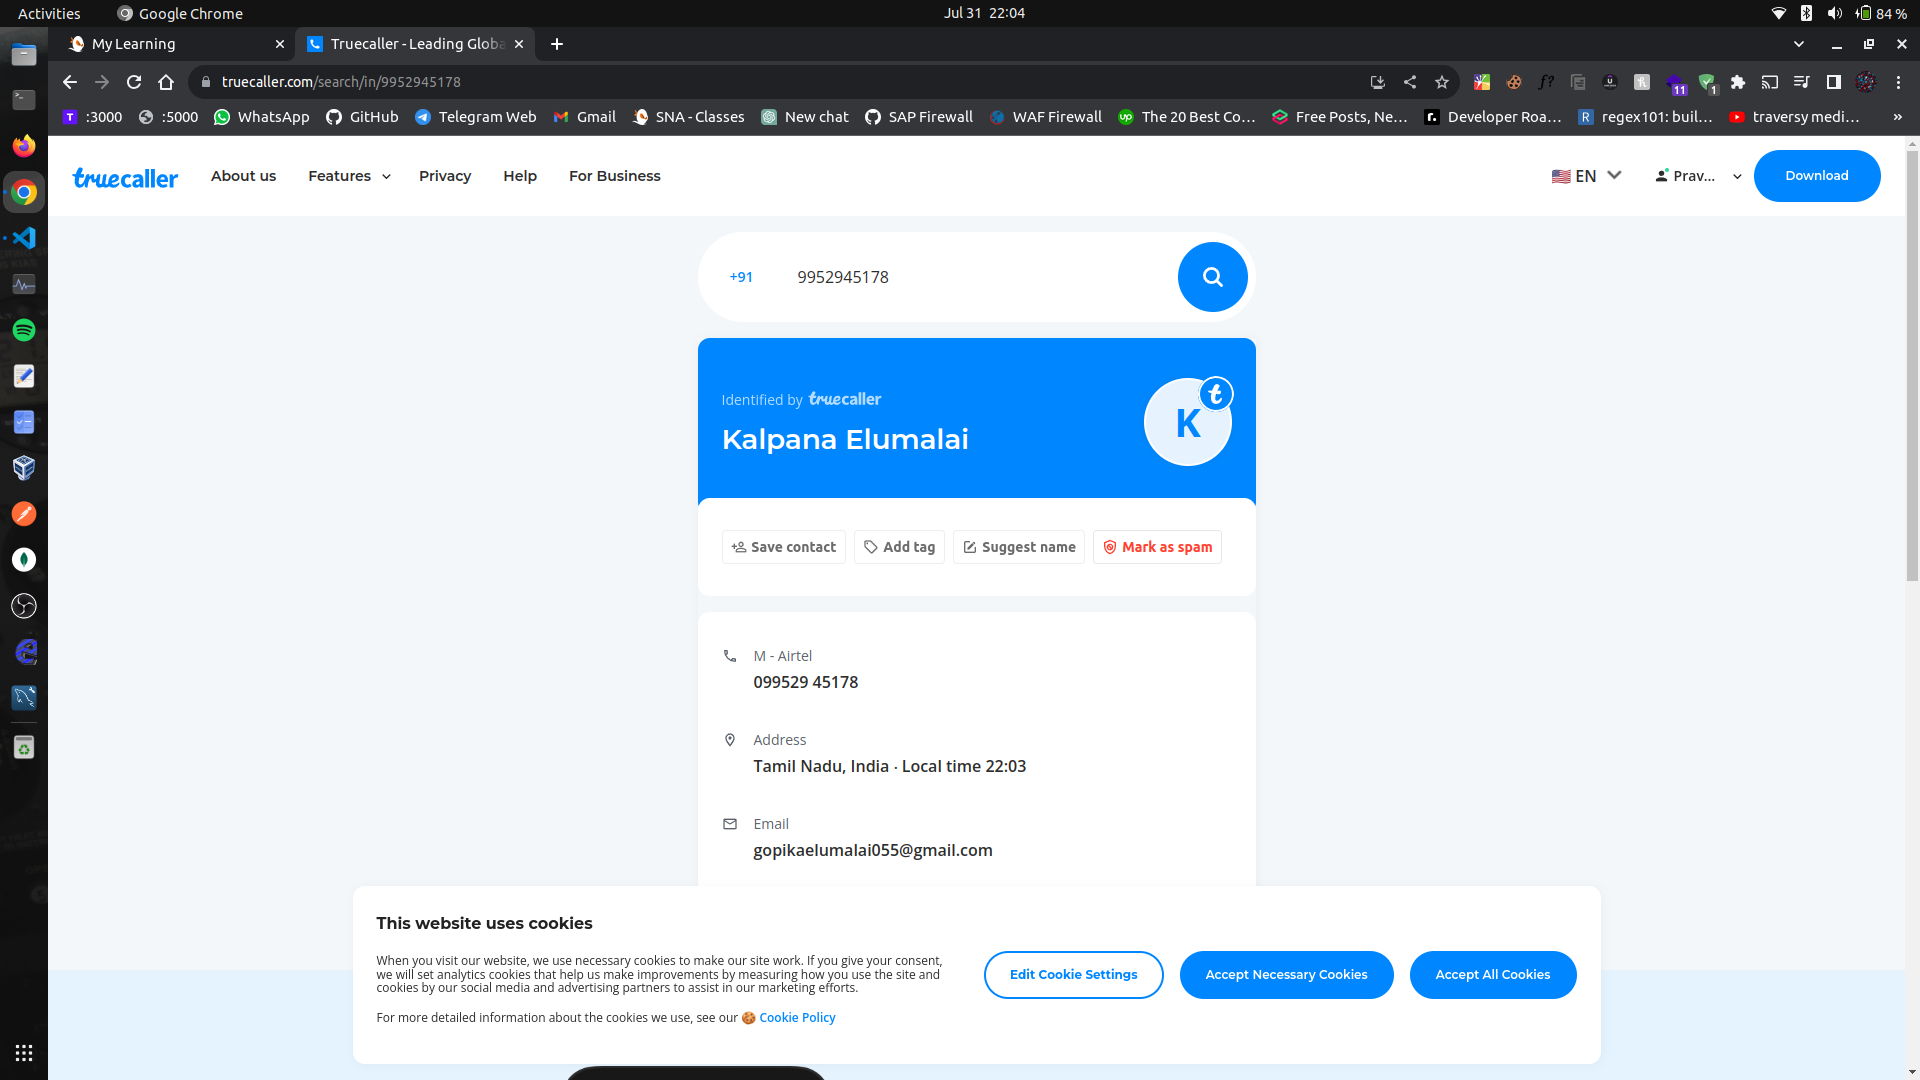 Activities
Google Chrome
Jul 31 22:04
84 %
My Learning
Truecaller - Leading Globa
truecaller.com/search/in/9952945178
11
1
:3000
:5000
WhatsApp
GitHub
Telegram Web
Gmail
SNA - Classes
New chat
SAP Firewall
WAF Firewall
The 20 Best Co…
Free Posts, Ne…
Developer Roa…
regex101: buil…
traversy medi…
»
truecaller
About us
Features
Privacy
Help
For Business
EN
Prav...
Download
+91
9952945178
Identified by truecaller
Kalpana Elumalai
K
t
Save contact
Add tag
Suggest name
Mark as spam
M - Airtel
099529 45178
Address
Tamil Nadu, India · Local time 22:03
Email
gopikaelumalai055@gmail.com
This website uses cookies
When you visit our website, we use necessary cookies to make our site work. If you give your consent,
we will set analytics cookies that help us make improvements by measuring how you use the site and
cookies by our social media and advertising partners to assist in our marketing efforts.
For more detailed information about the cookies we use, see our 🍪 Cookie Policy
Edit Cookie Settings
Accept Necessary Cookies
Accept All Cookies